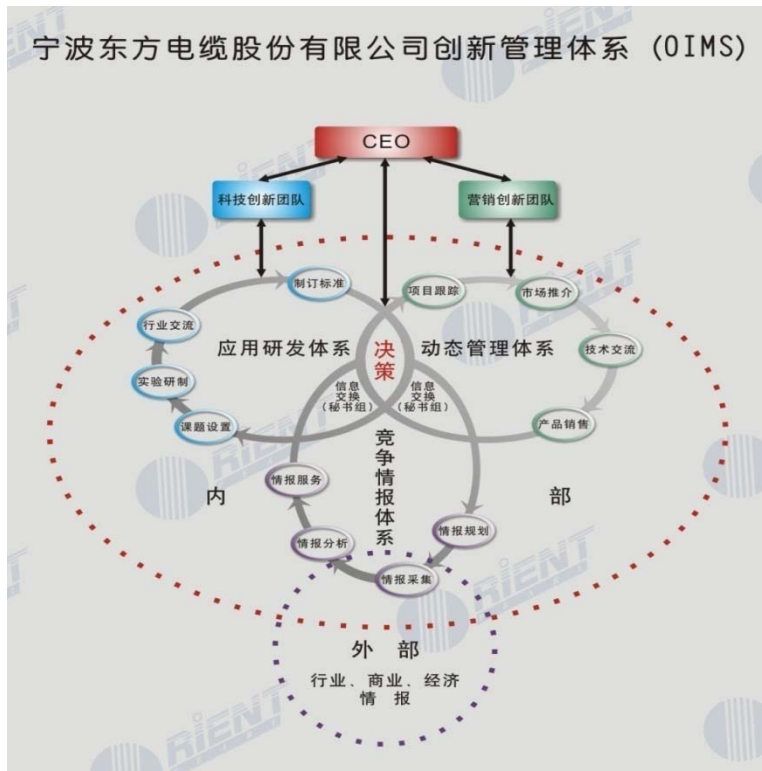 宁波东方电缆股份有限公司创新管理体系 (OIMS)
CEO
科技创新团队
营销创新团队
制订标准
项目跟踪
市场推介
行业交流
应用研发体系
决策
动态管理体系
技术交流
实验研制
信息
交换
(秘书组)
信息
交换
(秘书组)
课题设置
产品销售
竞争情报体系
情报服务
内
部
情报分析
情报规划
情报采集
外 部
行业、商业、经济
情 报
ORIENT
ORIENT
ORIENT
ORIENT